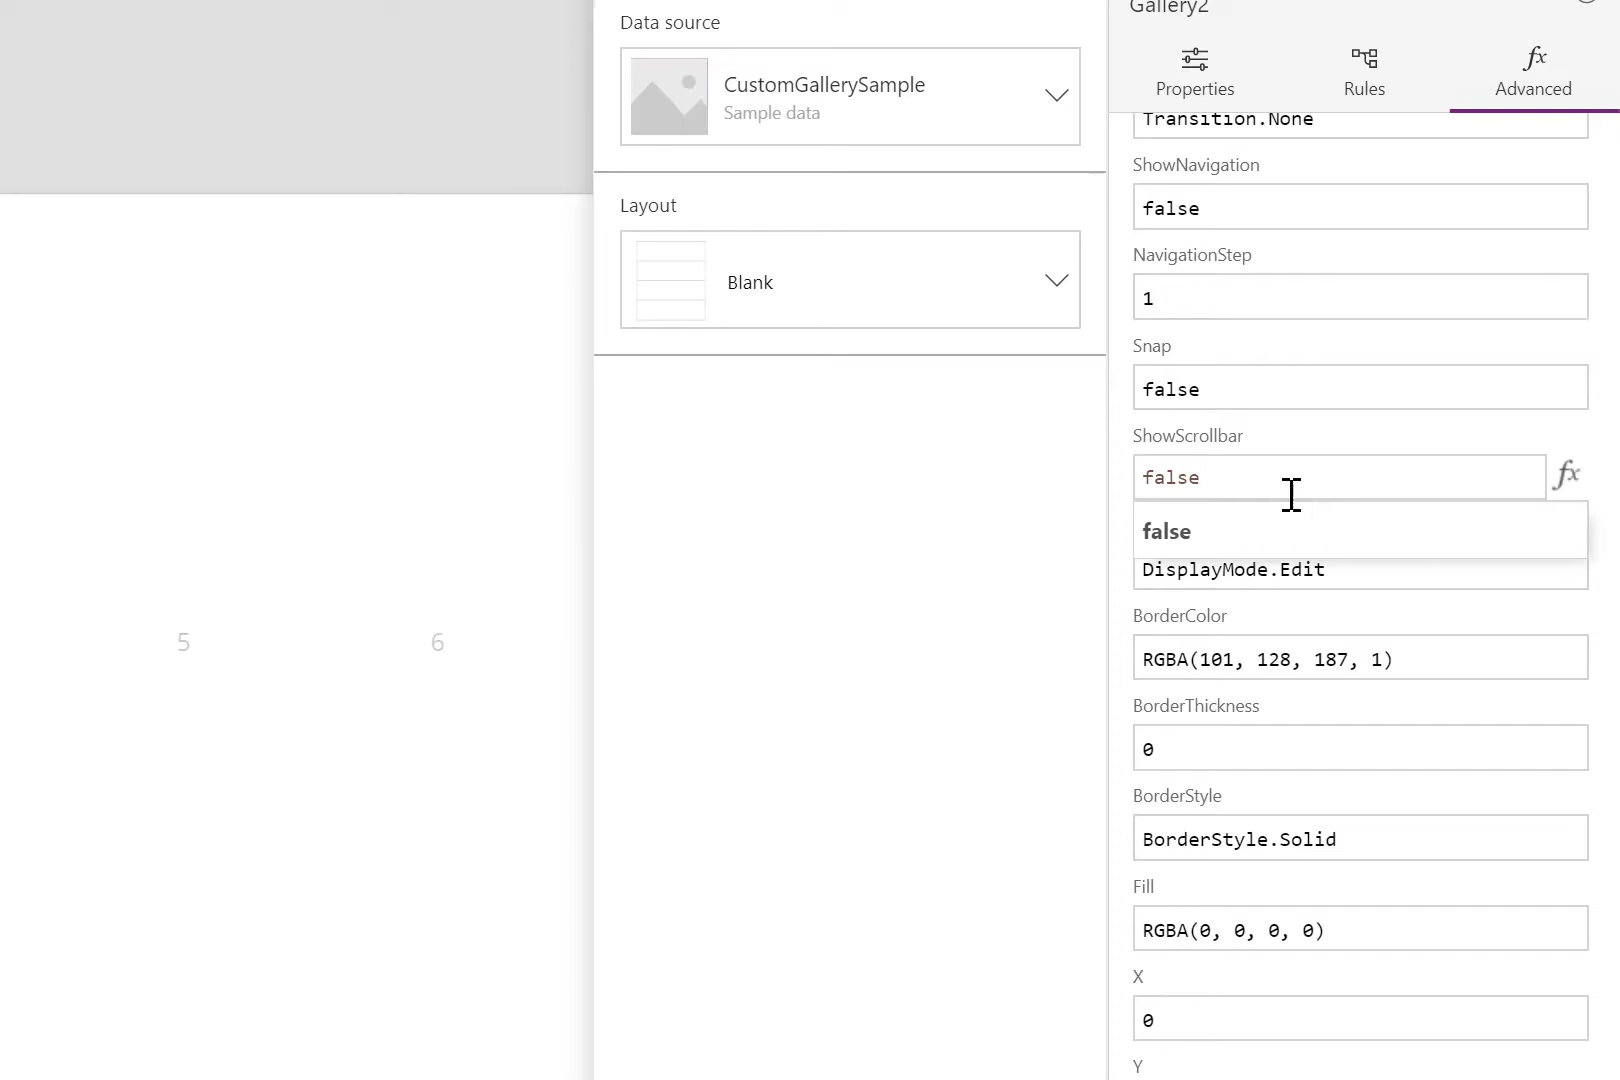 Gallery2
Data source
CustomGallerySample
Sample data
Layout
Blank
5
6
Properties
Rules
fx
Advanced
Transition.None
ShowNavigation
false
NavigationStep
1
Snap
false
ShowScrollbar
false
fx
false
DisplayMode.Edit
BorderColor
RGBA(101, 128, 187, 1)
BorderThickness
0
BorderStyle
BorderStyle.Solid
Fill
RGBA(0, 0, 0, 0)
X
0
Y